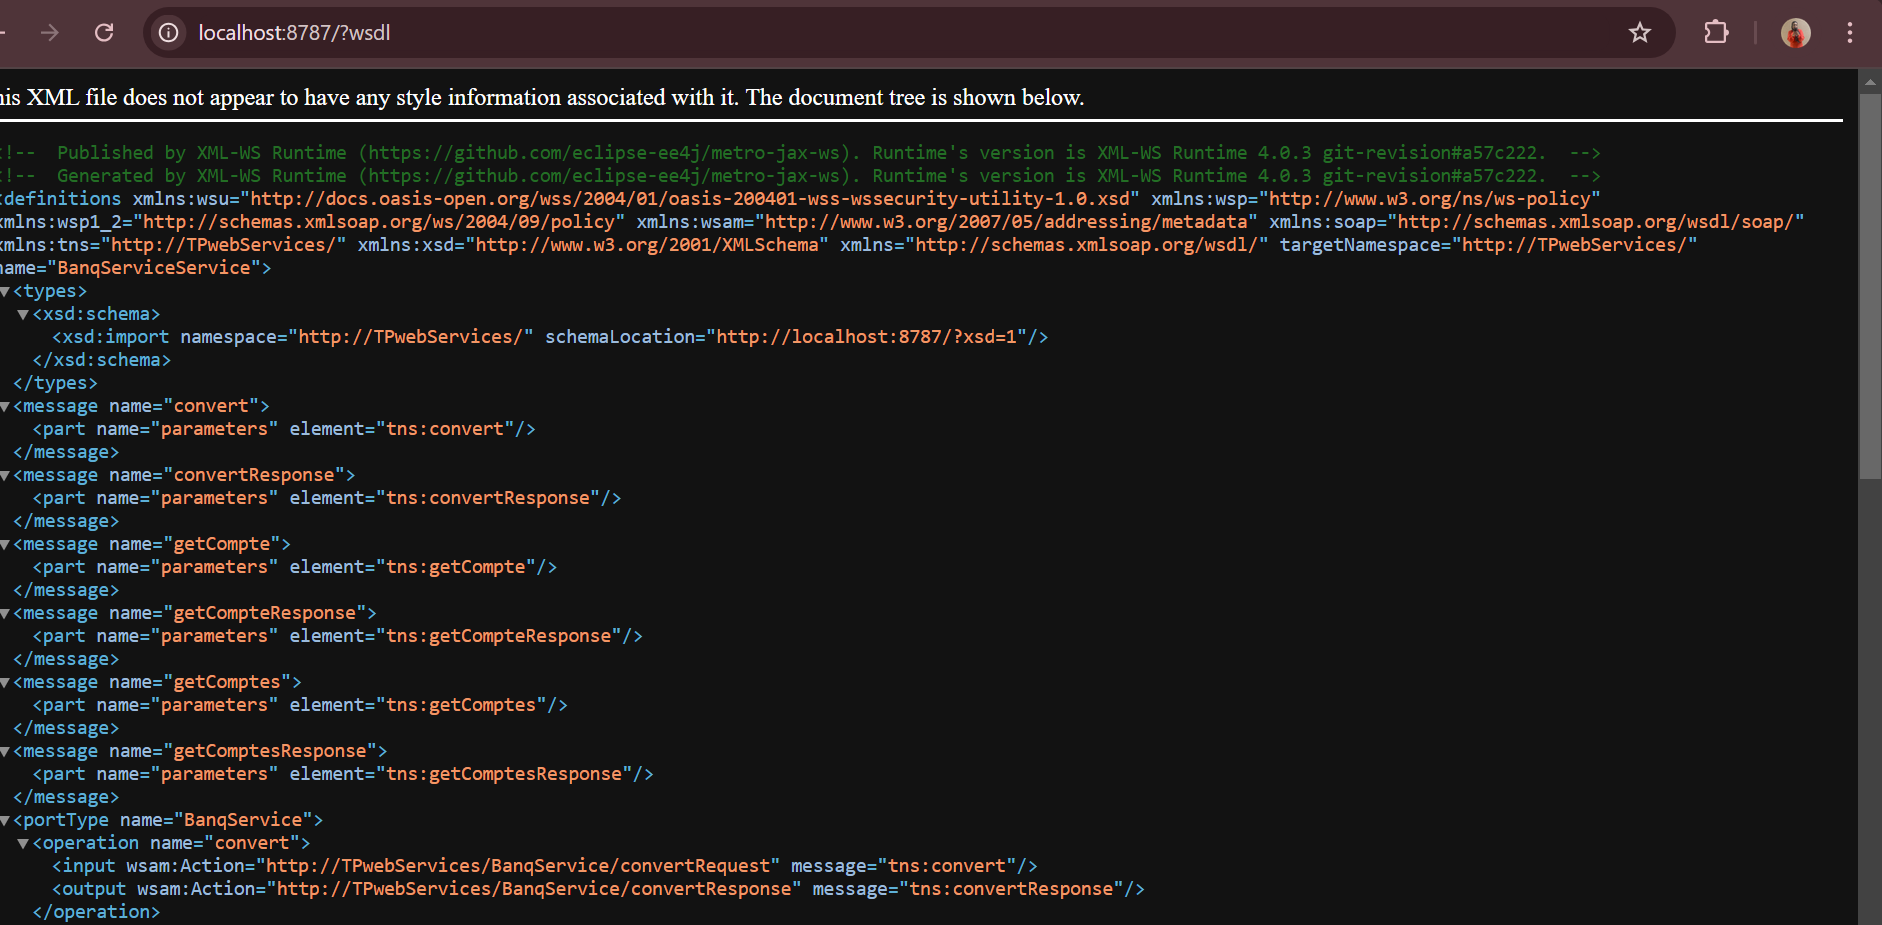 localhost:8787/?wsdl
his XML file does not appear to have any style information associated with it. The document tree is shown below.
!-- Published by XML-WS Runtime (https://github.com/eclipse-ee4j/metro-jax-ws). Runtime's version is XML-WS Runtime 4.0.3 git-revision#a57c222. -->
!-- Generated by XML-WS Runtime (https://github.com/eclipse-ee4j/metro-jax-ws). Runtime's version is XML-WS Runtime 4.0.3 git-revision#a57c222. -->
<definitions xmlns:wsu="http://docs.oasis-open.org/wss/2004/01/oasis-200401-wss-wssecurity-utility-1.0.xsd" xmlns:wsp="http://www.w3.org/ns/ws-policy"
xmlns:wsp1_2="http://schemas.xmlsoap.org/ws/2004/09/policy" xmlns:wsam="http://www.w3.org/2007/05/addressing/metadata" xmlns:soap="http://schemas.xmlsoap.org/wsdl/soap/"
xmlns:tns="http://TPwebServices/" xmlns:xsd="http://www.w3.org/2001/XMLSchema" xmlns="http://schemas.xmlsoap.org/wsdl/" targetNamespace="http://TPwebServices/"
name="BanqServiceService">
<types>
<xsd:schema>
<xsd:import namespace="http://TPwebServices/" schemaLocation="http://localhost:8787/?xsd=1"/>
</xsd:schema>
</types>
<message name="convert">
<part name="parameters" element="tns:convert"/>
</message>
<message name="convertResponse">
<part name="parameters" element="tns:convertResponse"/>
</message>
<message name="getCompte">
<part name="parameters" element="tns:getCompte"/>
</message>
<message name="getCompteResponse">
<part name="parameters" element="tns:getCompteResponse"/>
</message>
<message name="getComptes">
<part name="parameters" element="tns:getComptes"/>
</message>
<message name="getComptesResponse">
<part name="parameters" element="tns:getComptesResponse"/>
</message>
<portType name="BanqService">
<operation name="convert">
<input wsam:Action="http://TPwebServices/BanqService/convertRequest" message="tns:convert"/>
<output wsam:Action="http://TPwebServices/BanqService/convertResponse" message="tns:convertResponse"/>
</operation>